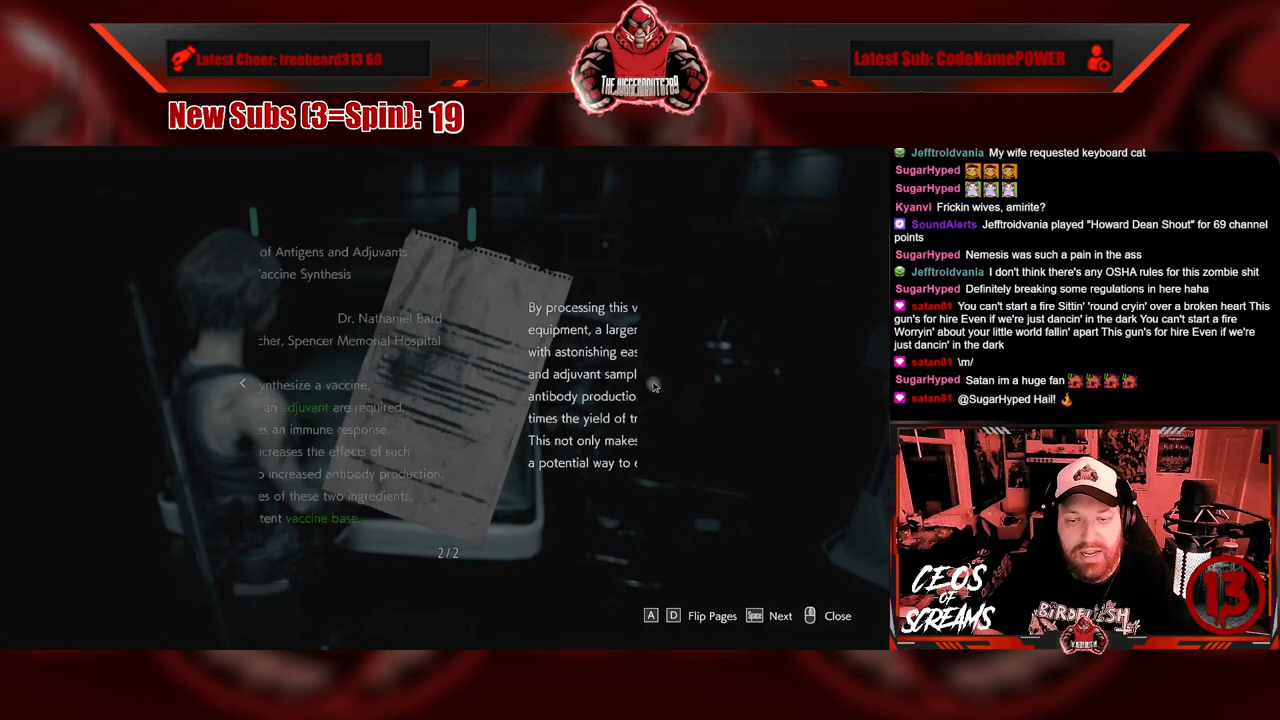 Latest Cheer: treebeard313 69
THEJUGGERNAUT6789
Latest Sub: CodeNamePOWER
New Subs (3=Spin): 19
of Antigens and Adjuvants
Vaccine Synthesis
Dr. Nathaniel Bard
cher, Spencer Memorial Hospital
ynthesize a vaccine,
an adjuvant are required.
es an immune response.
ncreases the effects of such
o increased antibody production.
es of these two ingredients,
tent vaccine base.
By processing this v
equipment, a larger
with astonishing eas
and adjuvant sampl
antibody productio
times the yield of tr
This not only makes
a potential way to e
2 / 2
A D Flip Pages Space Next Close
Jefftroidvania My wife requested keyboard cat
SugarHyped
SugarHyped
Kyanvl Frickin wives, amirite?
SoundAlerts Jefftroidvania played "Howard Dean Shout" for 69 channel
points
SugarHyped Nemesis was such a pain in the ass
Jefftroidvania I don't think there's any OSHA rules for this zombie shit
SugarHyped Definitely breaking some regulations in here haha
satan81 You can't start a fire Sittin' 'round cryin' over a broken heart This
gun's for hire Even if we're just dancin' in the dark You can't start a fire
Worryin' about your little world fallin' apart This gun's for hire Even if we're
just dancin' in the dark
satan81 \m/
SugarHyped Satan im a huge fan
satan81 @SugarHyped Hail!
CEOS
OF
SCREAMS
13